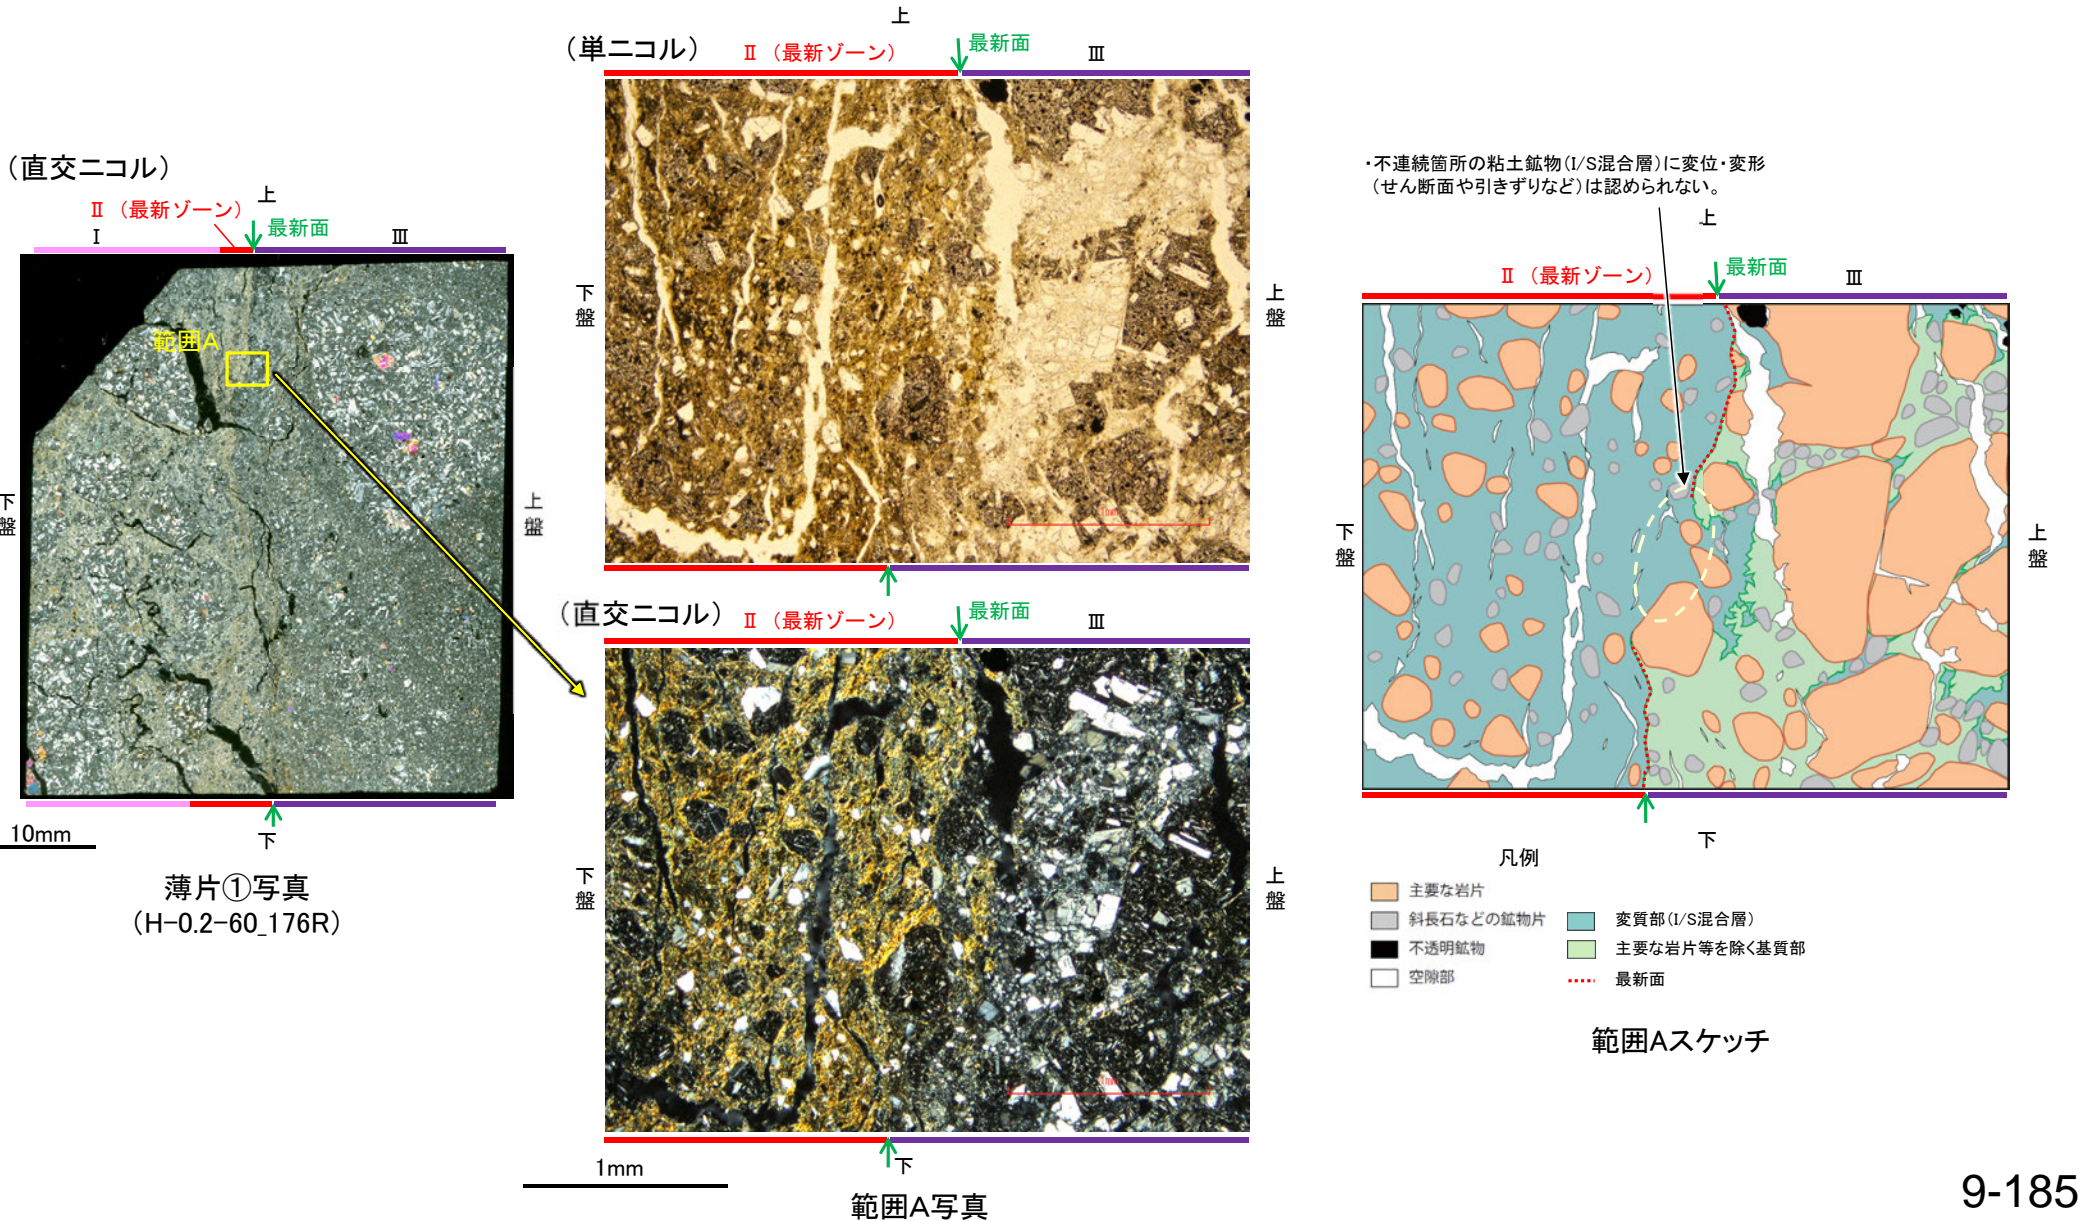 (直交ニコル)
上
Ⅱ (最新ゾーン)
最新面
Ⅰ
Ⅲ
範囲A
下盤
上盤
10mm
下
薄片①写真
(H-0.2-60_176R)
上
(単ニコル)
Ⅱ (最新ゾーン)
最新面
Ⅲ
下盤
上盤
1mm
(直交ニコル)
Ⅱ (最新ゾーン)
最新面
Ⅲ
下盤
上盤
1mm
下
1mm
範囲A写真
・不連続箇所の粘土鉱物(I/S混合層)に変位・変形
(せん断面や引きずりなど)は認められない。
上
Ⅱ (最新ゾーン)
最新面
Ⅲ
下盤
上盤
下
凡例
主要な岩片
斜長石などの鉱物片
不透明鉱物
空隙部
変質部(I/S混合層)
主要な岩片等を除く基質部
最新面
範囲Aスケッチ
9-185